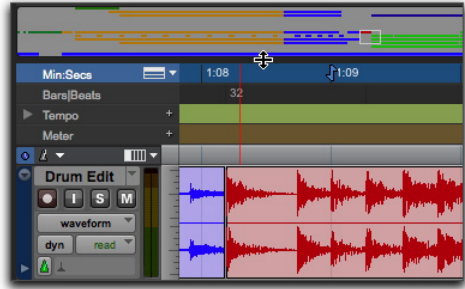 Min:Secs 1:08 1:09
Bars|Beats 32
Tempo +
Meter +
Drum Edit
I S M
waveform
dyn read